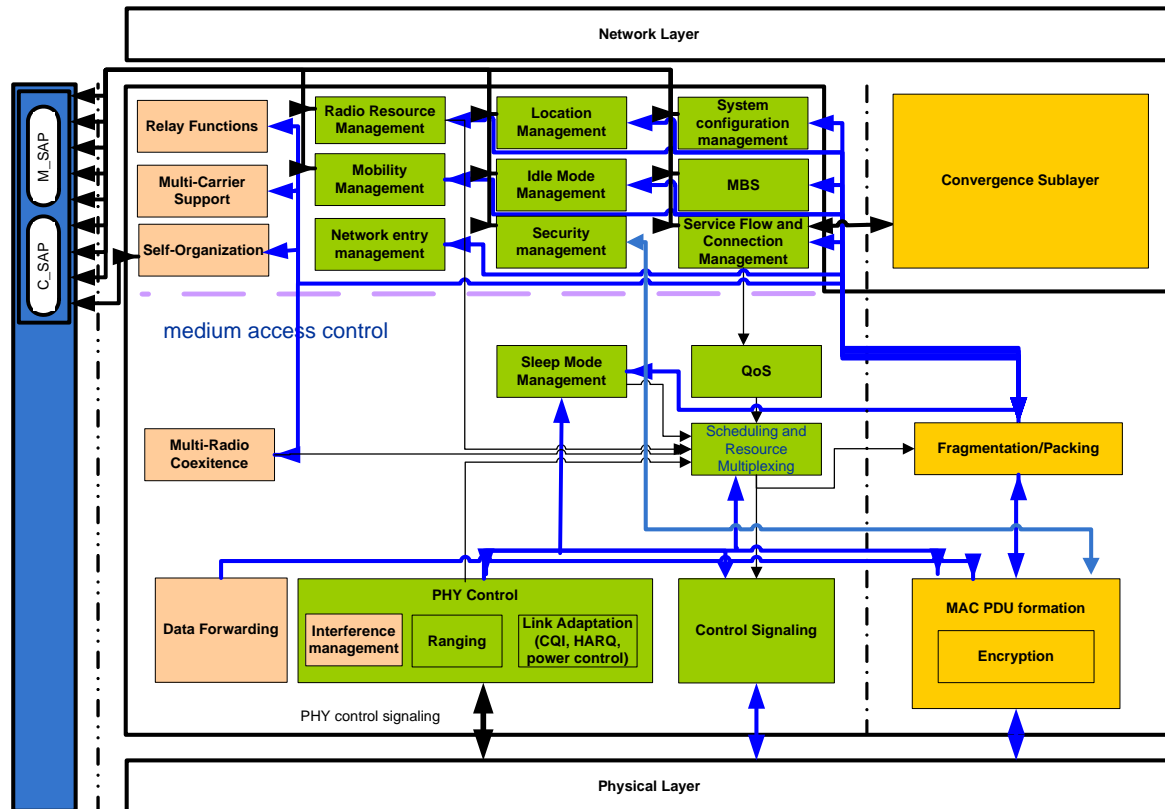 Network Layer
M_SAP
C_SAP
Relay Functions
Radio Resource
Management
Location
Management
System
configuration
management
Convergence Sublayer
Multi-Carrier
Support
Mobility
Management
Idle Mode
Management
MBS
Self-Organization
Network entry
management
Security
management
Service Flow and
Connection
Management
medium access control
Sleep Mode
Management
QoS
Multi-Radio
Coexitence
Scheduling and
Resource
Multiplexing
Fragmentation/Packing
Data Forwarding
PHY Control
Interference
management
Ranging
Link Adaptation
(CQI, HARQ,
power control)
Control Signaling
MAC PDU formation
Encryption
PHY control signaling
Physical Layer